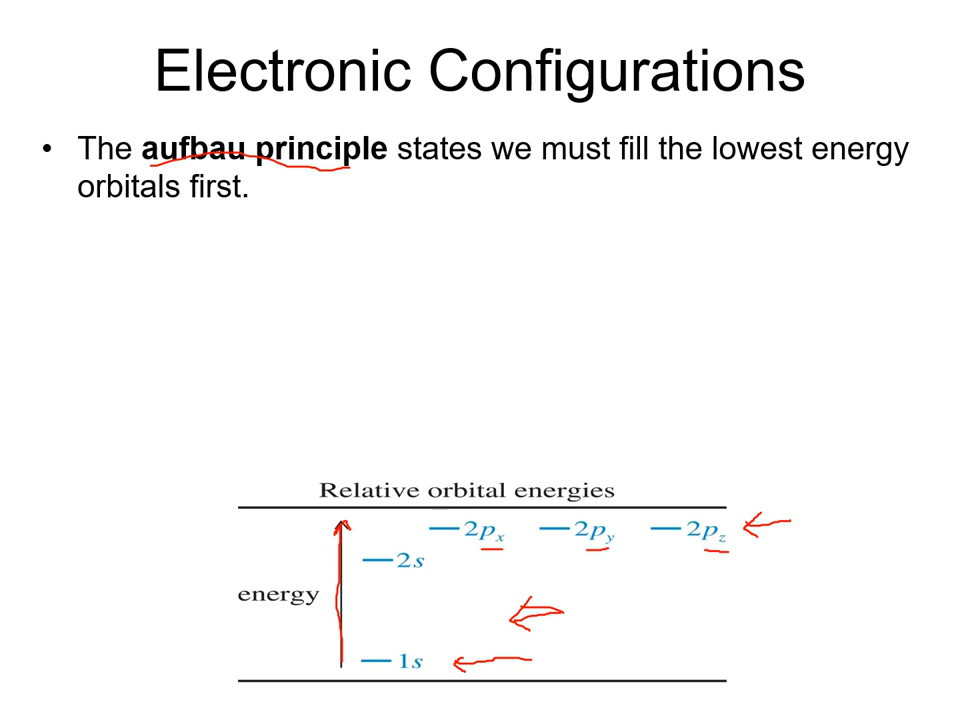 Electronic Configurations
• The aufbau principle states we must fill the lowest energy
orbitals first.
Relative orbital energies
2px 2py 2pz
2s
energy
1s